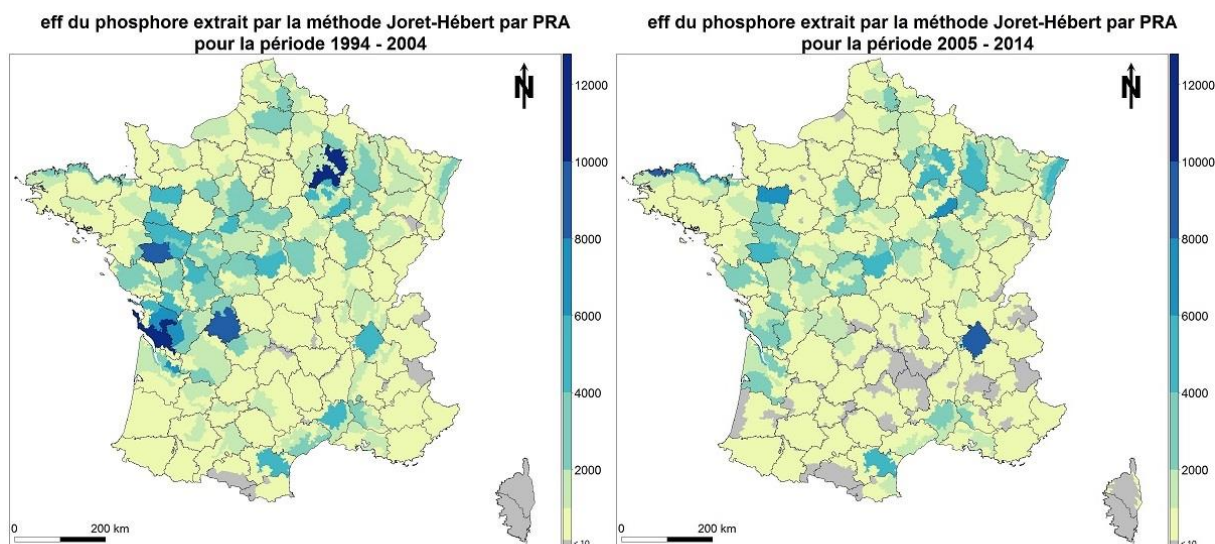 eff du phosphore extrait par la méthode Joret-Hébert par PRA
pour la période 1994 - 2004
N
12000
10000
8000
6000
4000
2000
< 10
0 200 km
eff du phosphore extrait par la méthode Joret-Hébert par PRA
pour la période 2005 - 2014
N
12000
10000
8000
6000
4000
2000
< 10
0 200 km